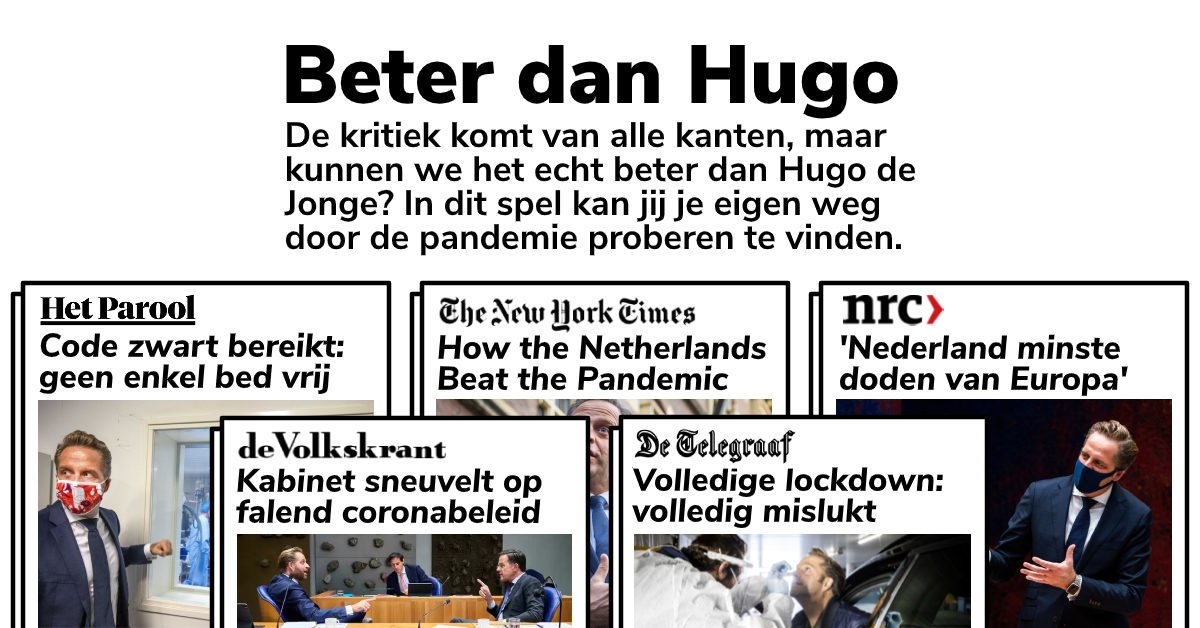 Beter dan Hugo
De kritiek komt van alle kanten, maar
kunnen we het echt beter dan Hugo de
Jonge? In dit spel kan jij je eigen weg
door de pandemie proberen te vinden.
Het Parool
Code zwart bereikt:
geen enkel bed vrij
The New York Times
How the Netherlands
Beat the Pandemic
nrc>
'Nederland minste
doden van Europa'
deVolkskrant
Kabinet sneuvelt op
falend coronabeleid
De Telegraaf
Volledige lockdown:
volledig mislukt